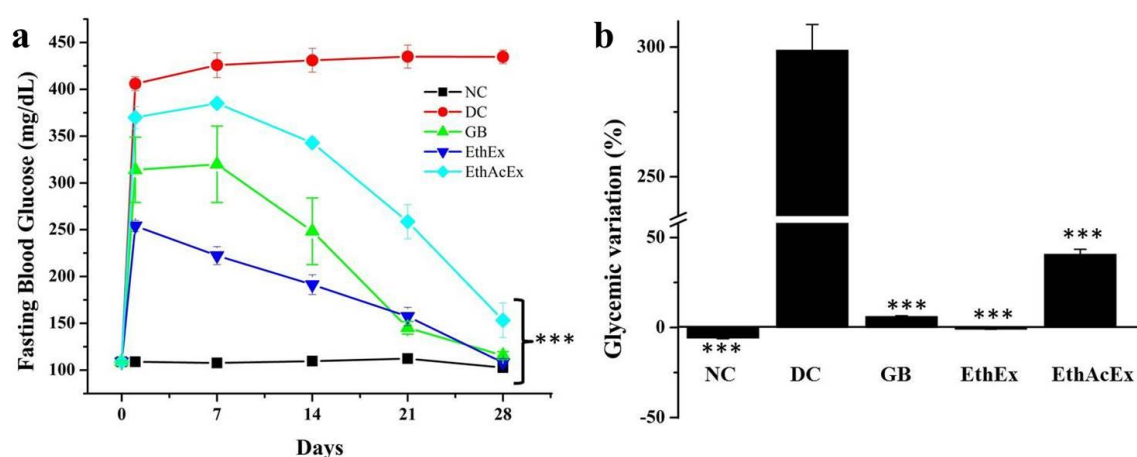 a
Fasting Blood Glucose (mg/dL)
450
400
350
300
250
200
150
100
NC
DC
GB
EthEx
EthAcEx
***
0 7 14 21 28
Days
b
Glycemic variation (%)
300
250
50
0
-50
***
***
***
***
NC DC GB EthEx EthAcEx